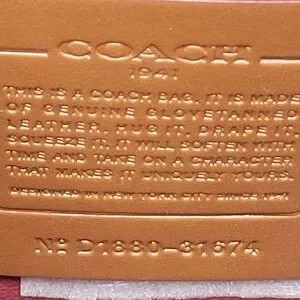 COACH
1941
THIS IS A COACH BAG. IT IS MADE
OF GENUINE GLOVETANNED
LEATHER. HUG IT, DRAPE IT,
SQUEEZE IT. IT WILL SOFTEN WITH
TIME AND TAKE ON A CHARACTER
THAT MAKES IT UNIQUELY YOURS.
DESIGNED IN NEW YORK CITY SINCE 1941
Nº D1880-31674